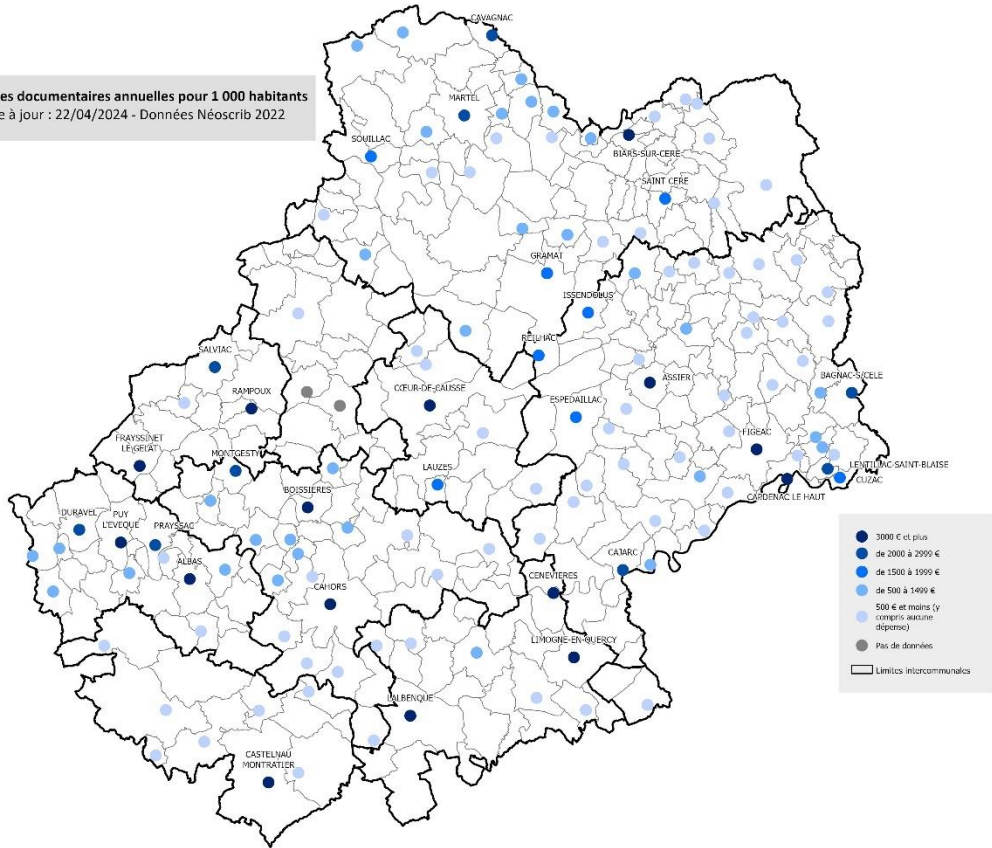 es documentaires annuelles pour 1 000 habitants
e à jour : 22/04/2024 - Données Néoscrib 2022
CAVAGNAC
MARTEL
SOUILLAC
BIARS-SUR-CERE
SAINT CERE
GRAMAT
ISSENDOLUS
REILHAC
SALVIAC
RAMPOUX
CŒUR-DE-CAUSSE
ASSIER
BAGNAC-S/CELE
ESPEDAILLAC
FRAYSSINET
LE GELAT
MONTGESTY
FIGEAC
LAUZES
LENTILLAC-SAINT-BLAISE
CUZAC
CAPDENAC LE HAUT
BOISSIERES
DURAVEL
PUY
L'EVEQUE
PRAYSSAC
ALBAS
CAJARC
CENEVIERES
CAHORS
LIMOGNE-EN-QUERCY
LALBENQUE
CASTELNAU
MONTRATIER
3000 € et plus
de 2000 à 2999 €
de 1500 à 1999 €
de 500 à 1499 €
500 € et moins (y
compris aucune
dépense)
Pas de données
Limites intercommunales